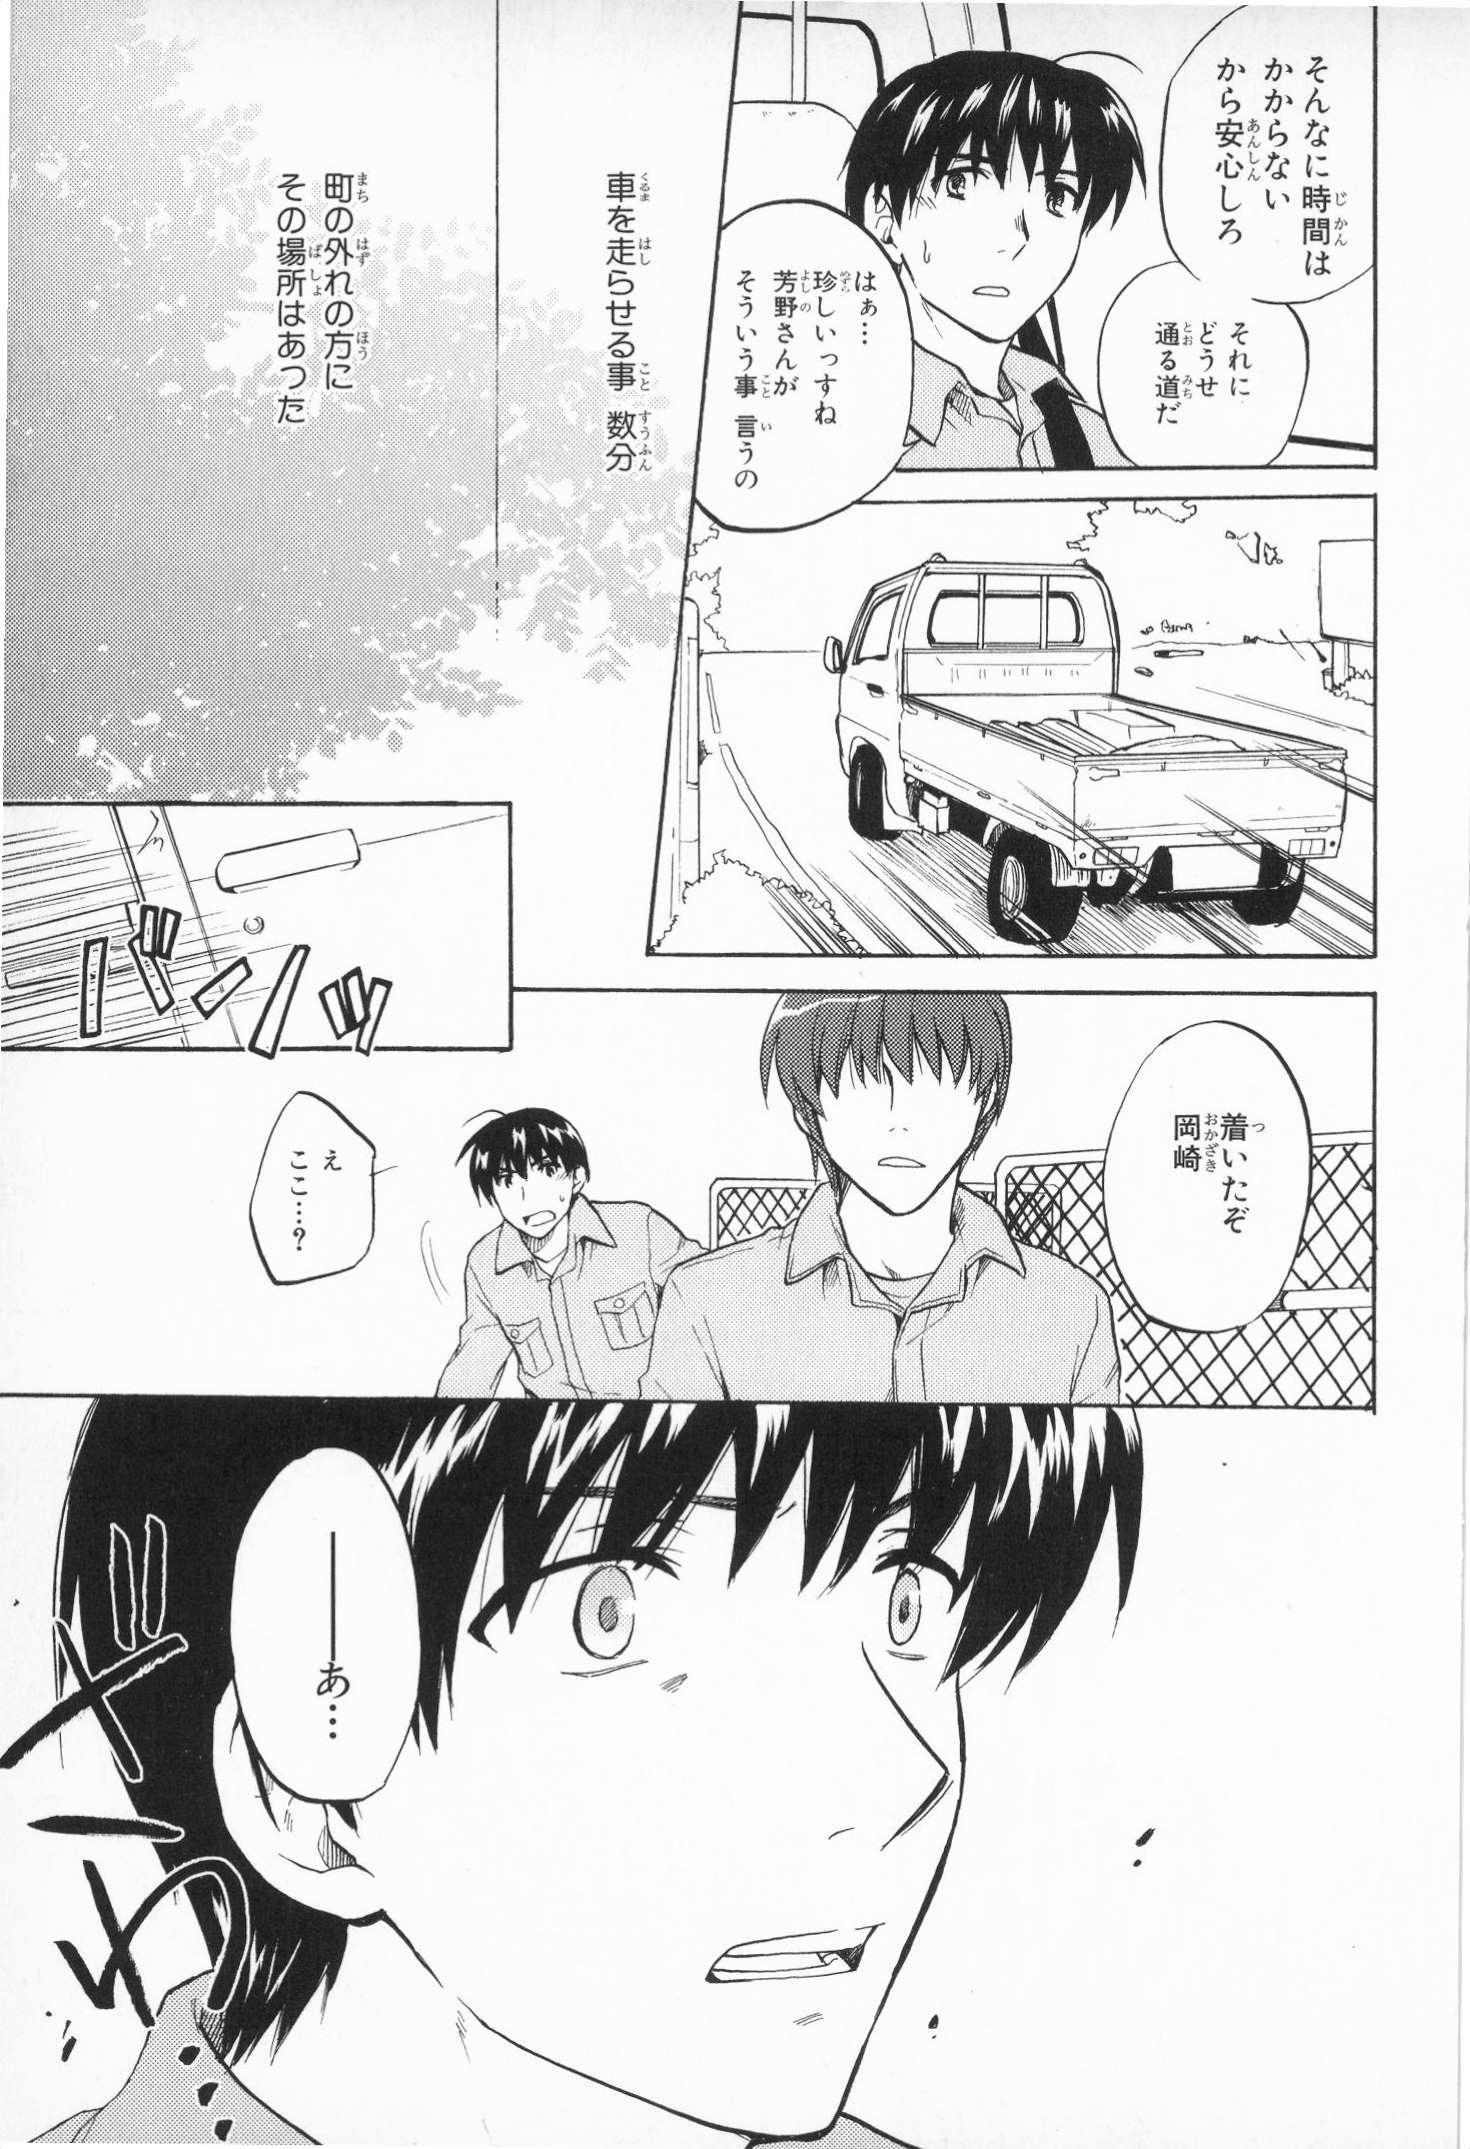 そんなに時間は
かからない
から安心しろ
それに
どうせ
通る道だ
はぁ…
珍しいっすね
芳野さんが
そういう事 言うの
車を走らせる事 数分
町の外れの方に
その場所はあった
バンッ
着いたぞ
岡崎
え
ここ…?
――あ…
ざぁ